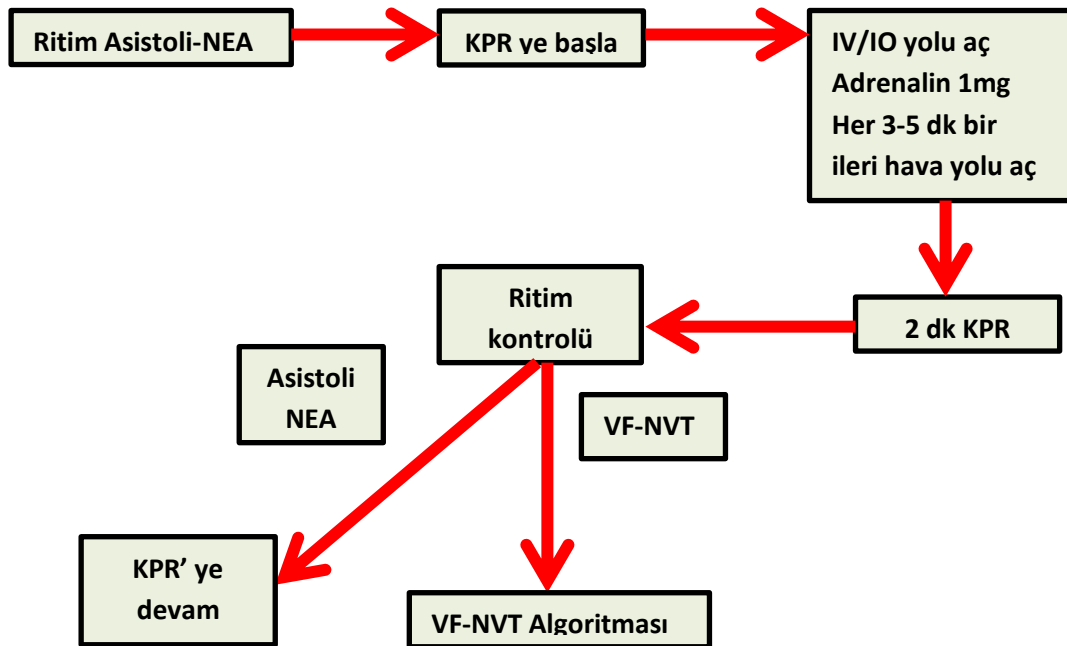 Ritim Asistoli-NEA
KPR ye başla
IV/IO yolu aç
Adrenalin 1mg
Her 3-5 dk bir
ileri hava yolu aç
2 dk KPR
Ritim
kontrolü
Asistoli
NEA
VF-NVT
KPR’ ye
devam
VF-NVT Algoritması